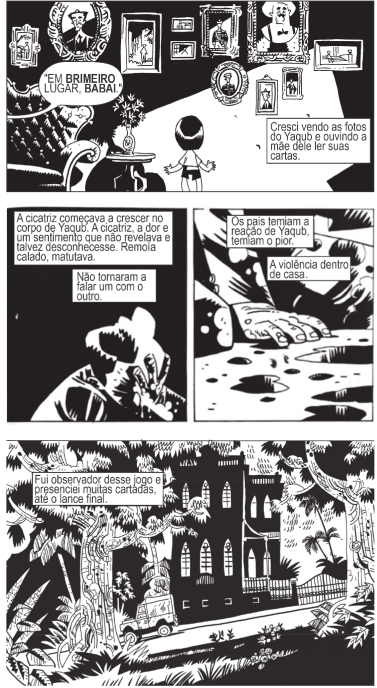 "EM BRIMEIRO
LUGAR, BABAI."
Cresci vendo as fotos
do Yaqub e ouvindo a
mãe dele ler suas
cartas.
A cicatriz começava a crescer no
corpo de Yaqub. A cicatriz, a dor e
um sentimento que não revelava e
talvez desconhecesse. Remoía
calado, matutava.
Não tornaram a
falar um com o
outro.
Os pais temiam a
reação de Yaqub,
temiam o pior.
A violência dentro
de casa.
Fui observador desse jogo e
presenciei muitas cartadas,
até o lance final.